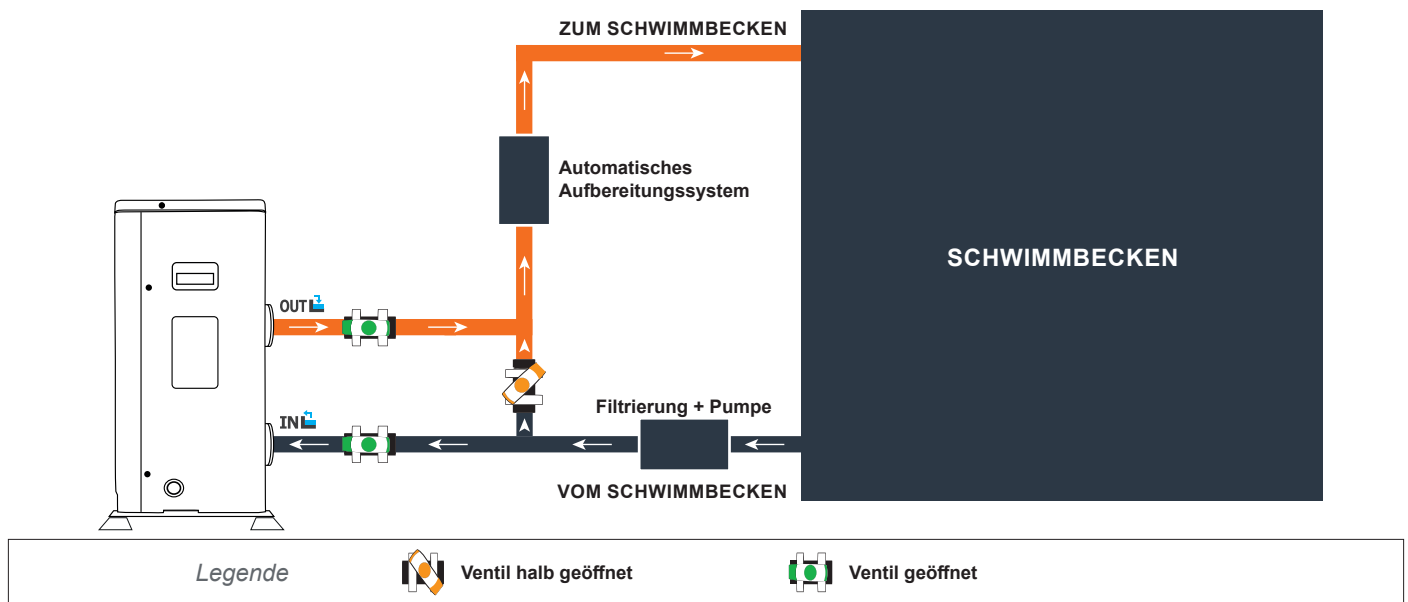 ZUM SCHWIMMBECKEN
Automatisches
Aufbereitungssystem
SCHWIMMBECKEN
OUT
IN
Filtrierung + Pumpe
VOM SCHWIMMBECKEN
Legende
Ventil halb geöffnet
Ventil geöffnet